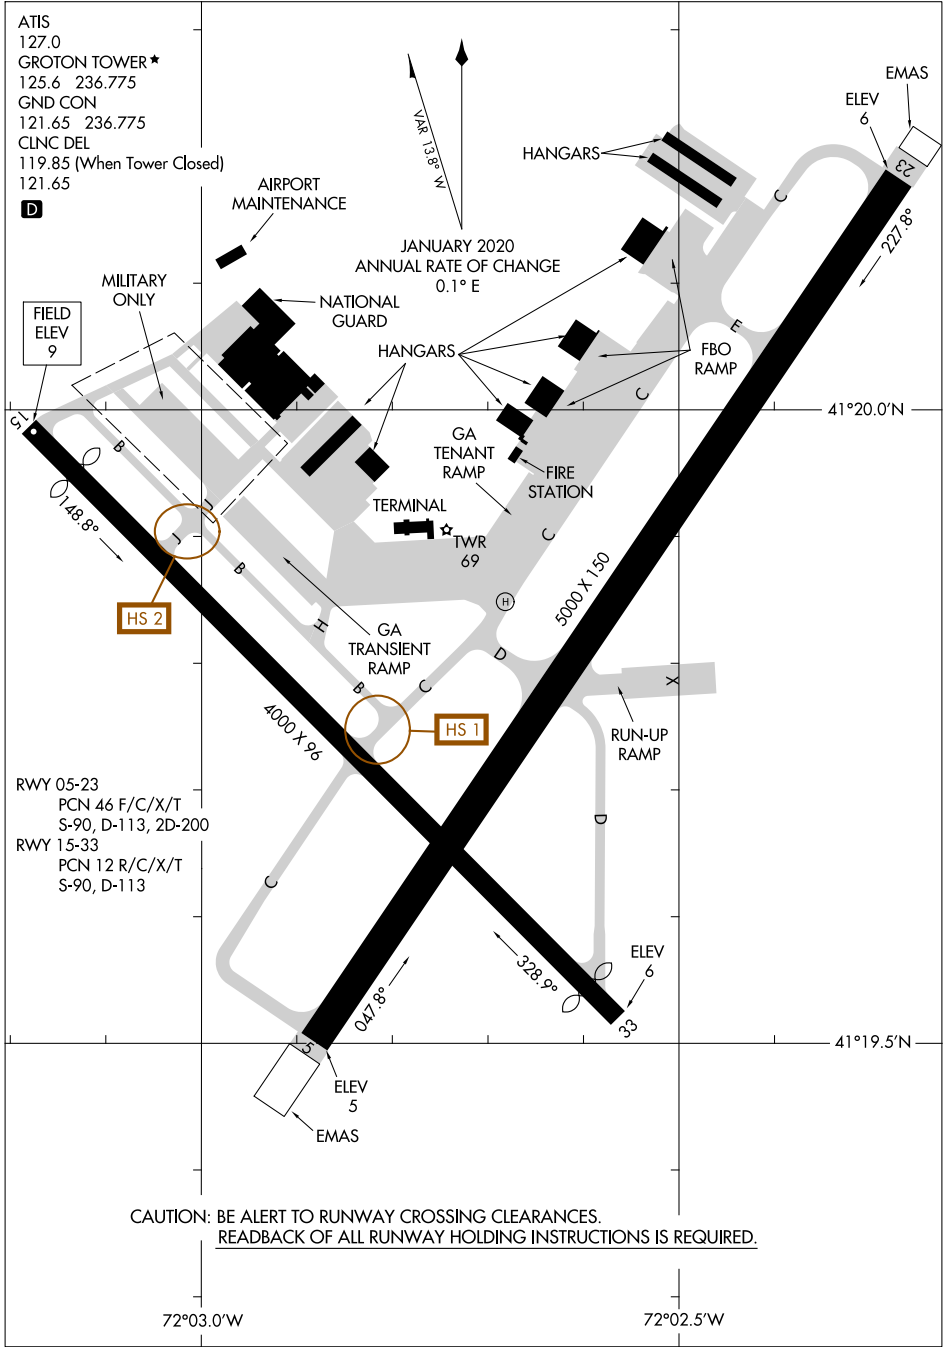 ATIS
127.0
GROTON TOWER★
125.6 236.775
GND CON
121.65 236.775
CLNC DEL
119.85 (When Tower Closed)
121.65
D
VAR 13.8° W
JANUARY 2020
ANNUAL RATE OF CHANGE
0.1° E
EMAS
ELEV
6
23
227.8°
HANGARS
C
AIRPORT
MAINTENANCE
MILITARY
ONLY
NATIONAL
GUARD
FIELD
ELEV
9
HANGARS
E
FBO
RAMP
C
41°20.0'N
15
B
GA
TENANT
RAMP
FIRE
STATION
TERMINAL
TWR
69
148.8°
J
J
C
B
HS 2
H
H
5000 X 150
GA
TRANSIENT
RAMP
D
B
C
X
RUN-UP
RAMP
HS 1
4000 X 96
RWY 05-23
PCN 46 F/C/X/T
S-90, D-113, 2D-200
RWY 15-33
PCN 12 R/C/X/T
S-90, D-113
D
C
328.9°
ELEV
6
33
047.8°
5
ELEV
5
41°19.5'N
EMAS
CAUTION: BE ALERT TO RUNWAY CROSSING CLEARANCES.
READBACK OF ALL RUNWAY HOLDING INSTRUCTIONS IS REQUIRED.
72°03.0'W
72°02.5'W